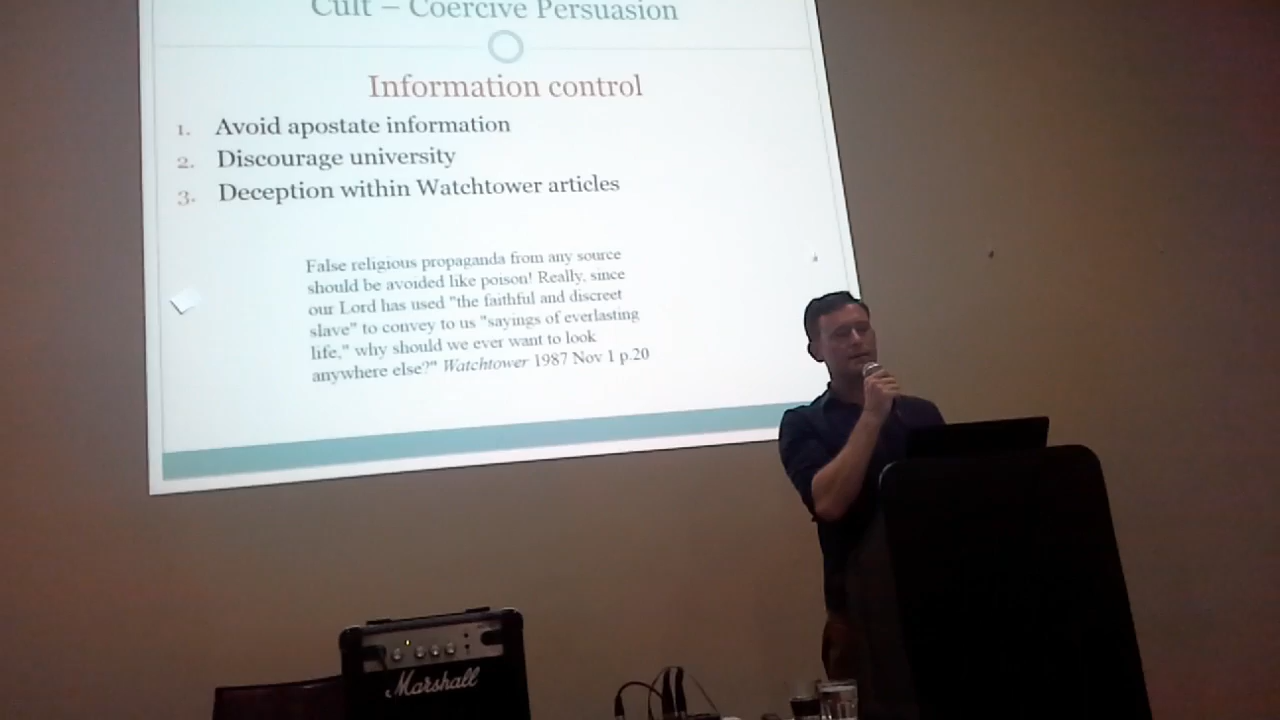 Cult – Coercive Persuasion
Information control
1. Avoid apostate information
2. Discourage university
3. Deception within Watchtower articles
False religious propaganda from any source
should be avoided like poison! Really, since
our Lord has used "the faithful and discreet
slave" to convey to us "sayings of everlasting
life," why should we ever want to look
anywhere else?" Watchtower 1987 Nov 1 p.20
Marshall